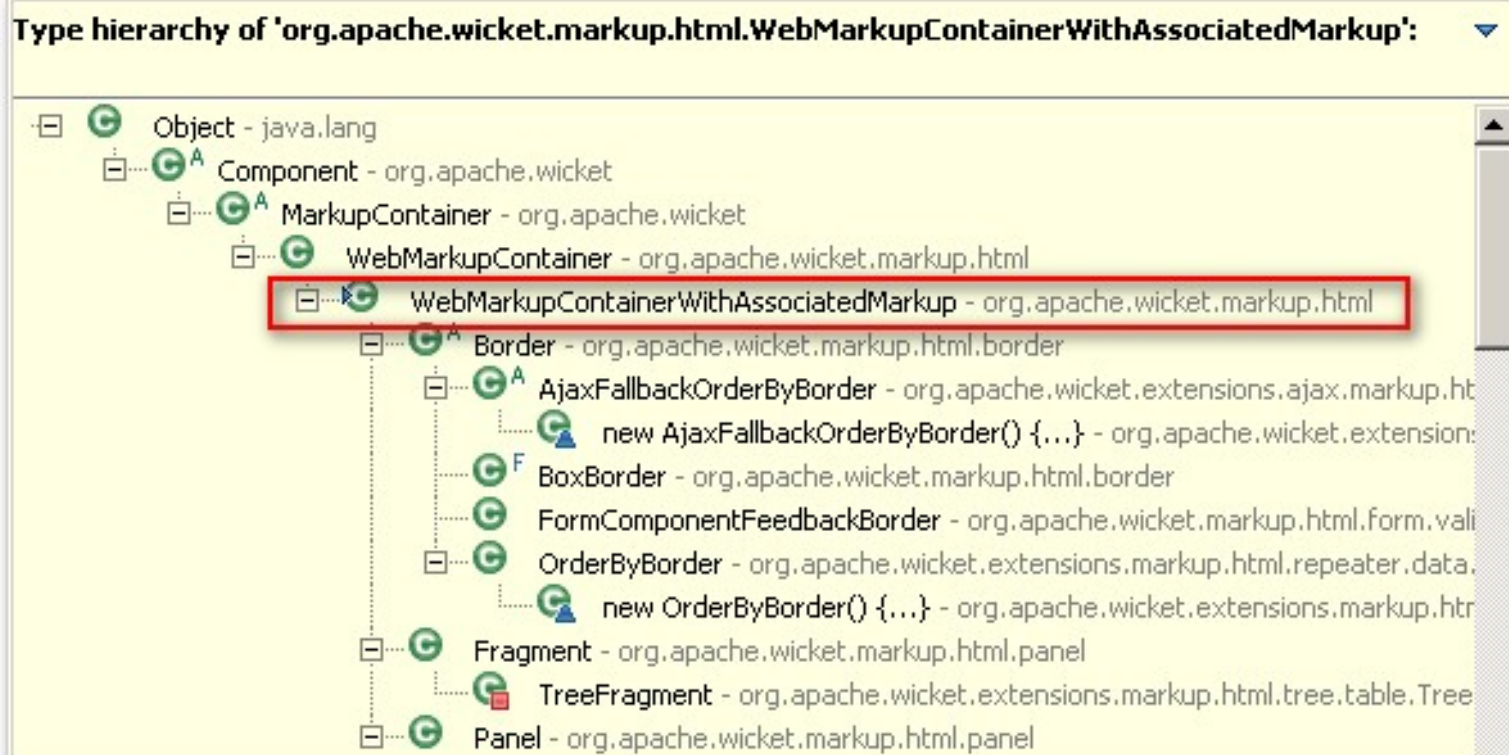 Type hierarchy of 'org.apache.wicket.markup.html.WebMarkupContainerWithAssociatedMarkup':
C Object - java.lang
C A Component - org.apache.wicket
C A MarkupContainer - org.apache.wicket
C WebMarkupContainer - org.apache.wicket.markup.html
C WebMarkupContainerWithAssociatedMarkup - org.apache.wicket.markup.html
C A Border - org.apache.wicket.markup.html.border
C A AjaxFallbackOrderByBorder - org.apache.wicket.extensions.ajax.markup.ht
C new AjaxFallbackOrderByBorder() {...} - org.apache.wicket.extension
C F BoxBorder - org.apache.wicket.markup.html.border
C FormComponentFeedbackBorder - org.apache.wicket.markup.html.form.vali
C OrderByBorder - org.apache.wicket.extensions.markup.html.repeater.data.
C new OrderByBorder() {...} - org.apache.wicket.extensions.markup.htr
C Fragment - org.apache.wicket.markup.html.panel
C TreeFragment - org.apache.wicket.extensions.markup.html.tree.table.Tree
C Panel - org.apache.wicket.markup.html.panel